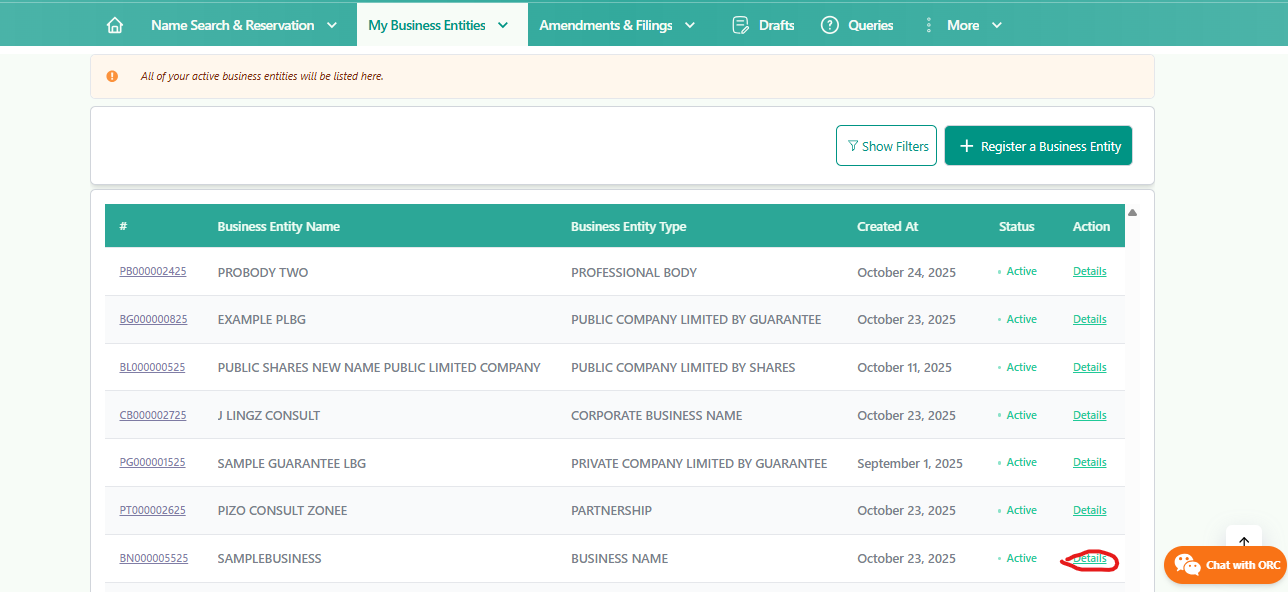 Name Search & Reservation My Business Entities Amendments & Filings Drafts Queries More
All of your active business entities will be listed here.
Show Filters + Register a Business Entity
# Business Entity Name Business Entity Type Created At Status Action
PB000002425 PROBODY TWO PROFESSIONAL BODY October 24, 2025 Active Details
BG000000825 EXAMPLE PLBG PUBLIC COMPANY LIMITED BY GUARANTEE October 23, 2025 Active Details
BL000000525 PUBLIC SHARES NEW NAME PUBLIC LIMITED COMPANY PUBLIC COMPANY LIMITED BY SHARES October 11, 2025 Active Details
CB000002725 J LINGZ CONSULT CORPORATE BUSINESS NAME October 23, 2025 Active Details
PG000001525 SAMPLE GUARANTEE LBG PRIVATE COMPANY LIMITED BY GUARANTEE September 1, 2025 Active Details
PT000002625 PIZO CONSULT ZONEE PARTNERSHIP October 23, 2025 Active Details
BN000005525 SAMPLEBUSINESS BUSINESS NAME October 23, 2025 Active Details
Chat with ORC